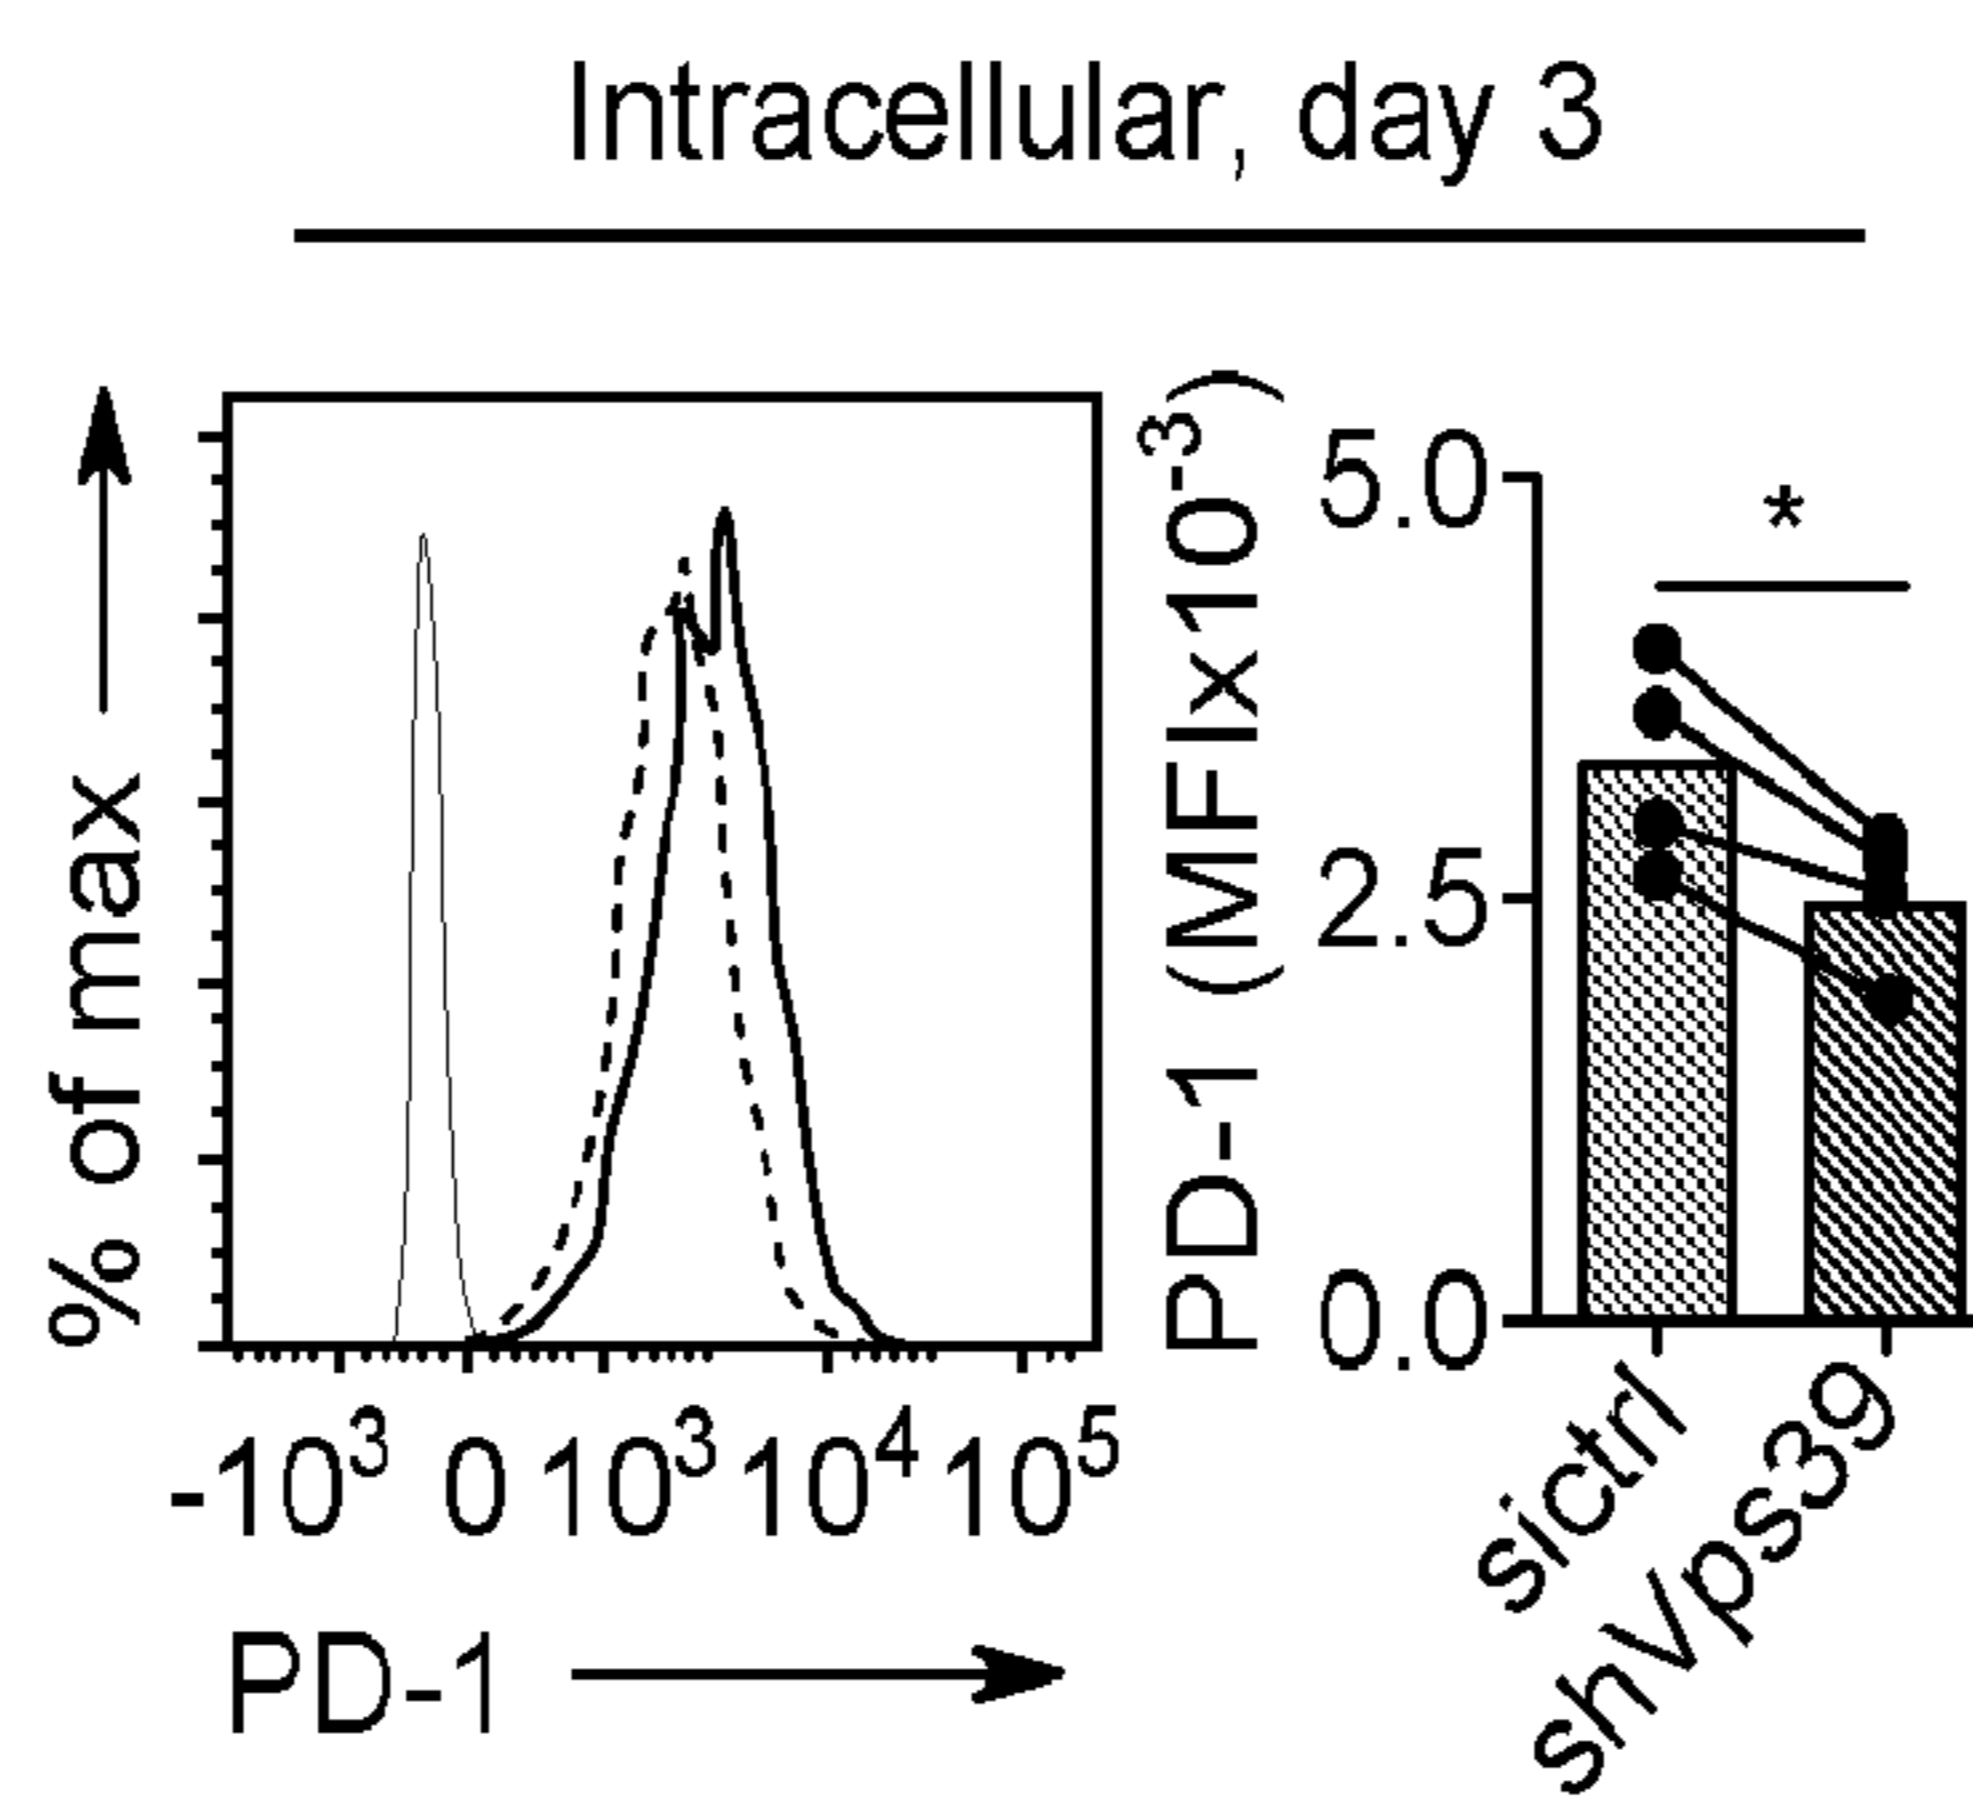 Intracellular, day 3
% of max
-10³ 0 10³ 10⁴ 10⁵
PD-1
PD-1 (MFIx10⁻³)
5.0
2.5
0.0
*
sictrl
shVps39